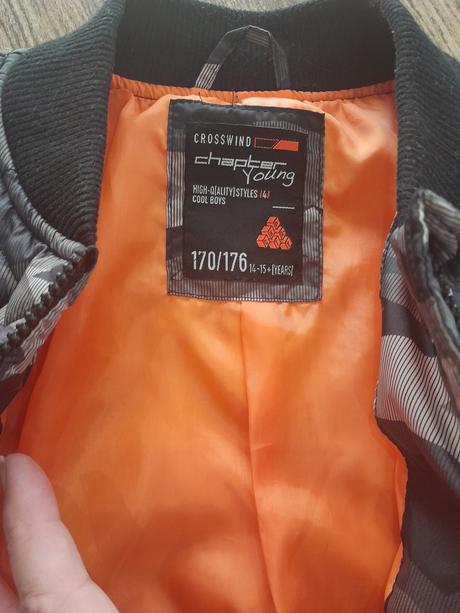 CROSSWIND
chapter
Young
HIGH-Q[ALITY]STYLES /4/
COOL BOYS
170/176 14-15+[YEARS]